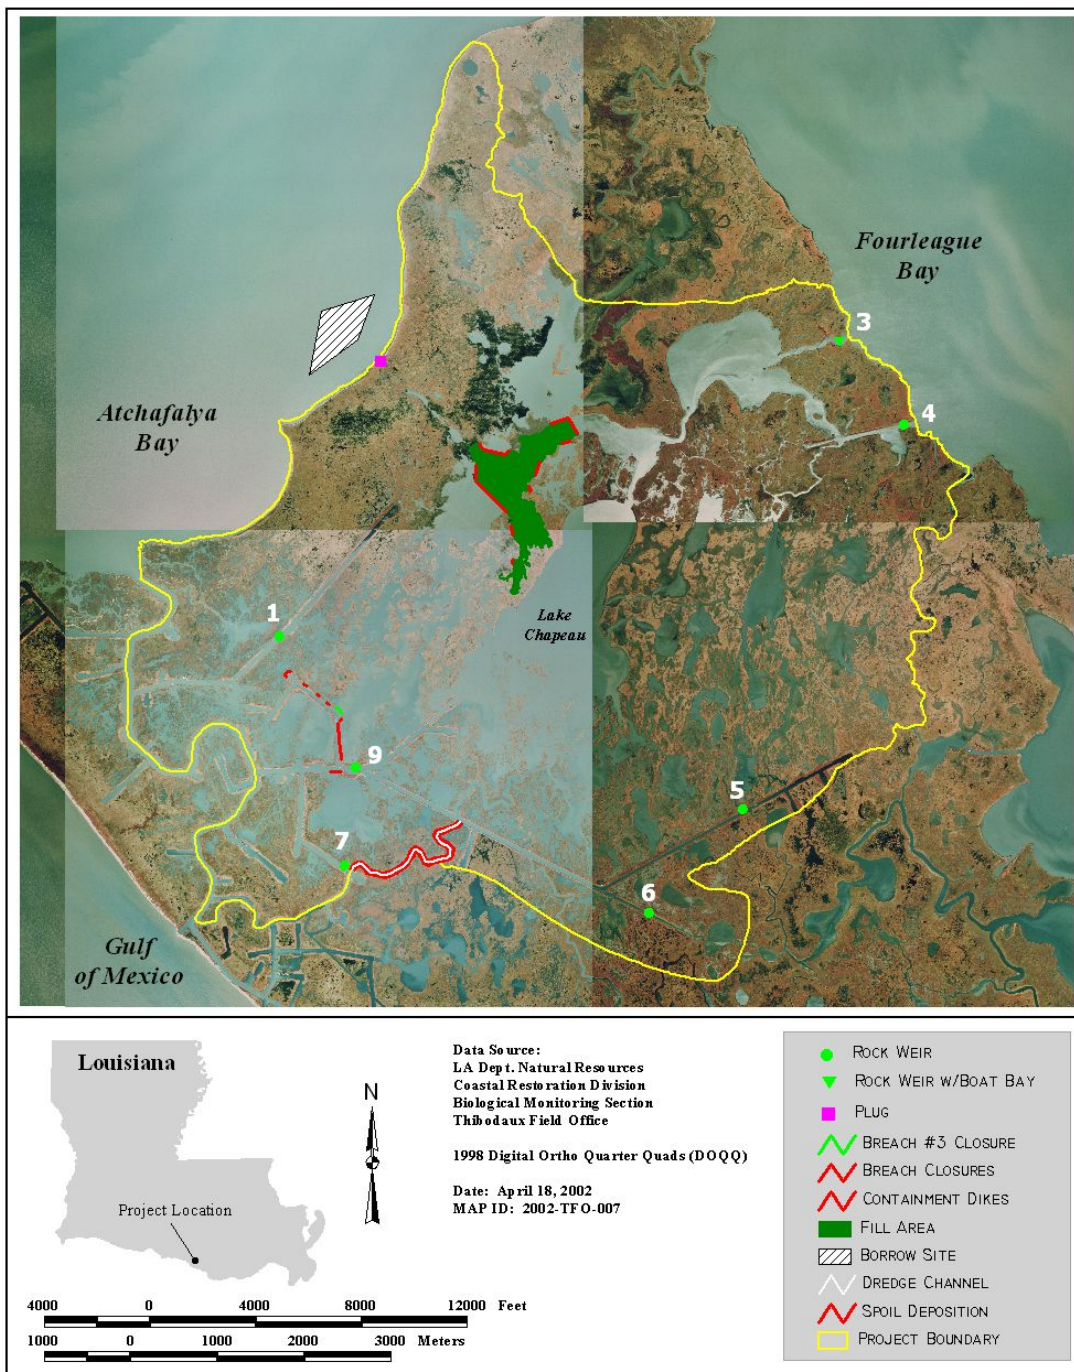 Fourleague
Bay
3
4
Atchafalya
Bay
Lake
Chapeau
1
9
5
7
6
Gulf
of Mexico
Louisiana
Project Location
N
Data Source:
LA Dept. Natural Resources
Coastal Restoration Division
Biological Monitoring Section
Thibodaux Field Office
1998 Digital Ortho Quarter Quads (DOQQ)
Date: April 18, 2002
MAP ID: 2002-TFO-007
4000 0 4000 8000 12000 Feet
1000 0 1000 2000 3000 Meters
ROCK WEIR
ROCK WEIR W/BOAT BAY
PLUG
BREACH #3 CLOSURE
BREACH CLOSURES
CONTAINMENT DIKES
FILL AREA
BORROW SITE
DREDGE CHANNEL
SPOIL DEPOSITION
PROJECT BOUNDARY